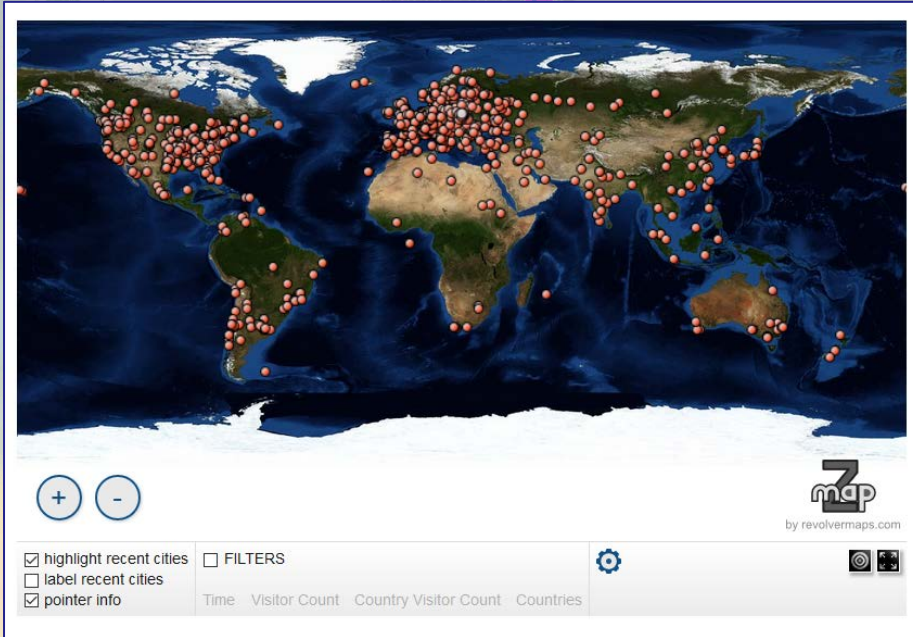 + -
Z
map
by revolvermaps.com
highlight recent cities
label recent cities
pointer info
FILTERS
Time Visitor Count Country Visitor Count Countries